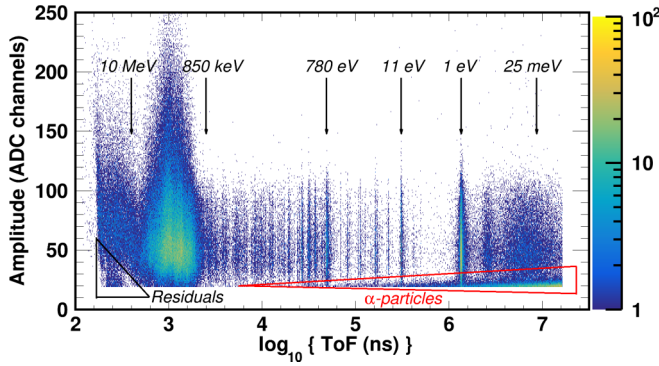 250
200
150
100
50
0
Amplitude (ADC channels)
10 MeV 850 keV 780 eV 11 eV 1 eV 25 meV
Residuals
α-particles
2 3 4 5 6 7
log10 { ToF (ns) }
10²
10
1